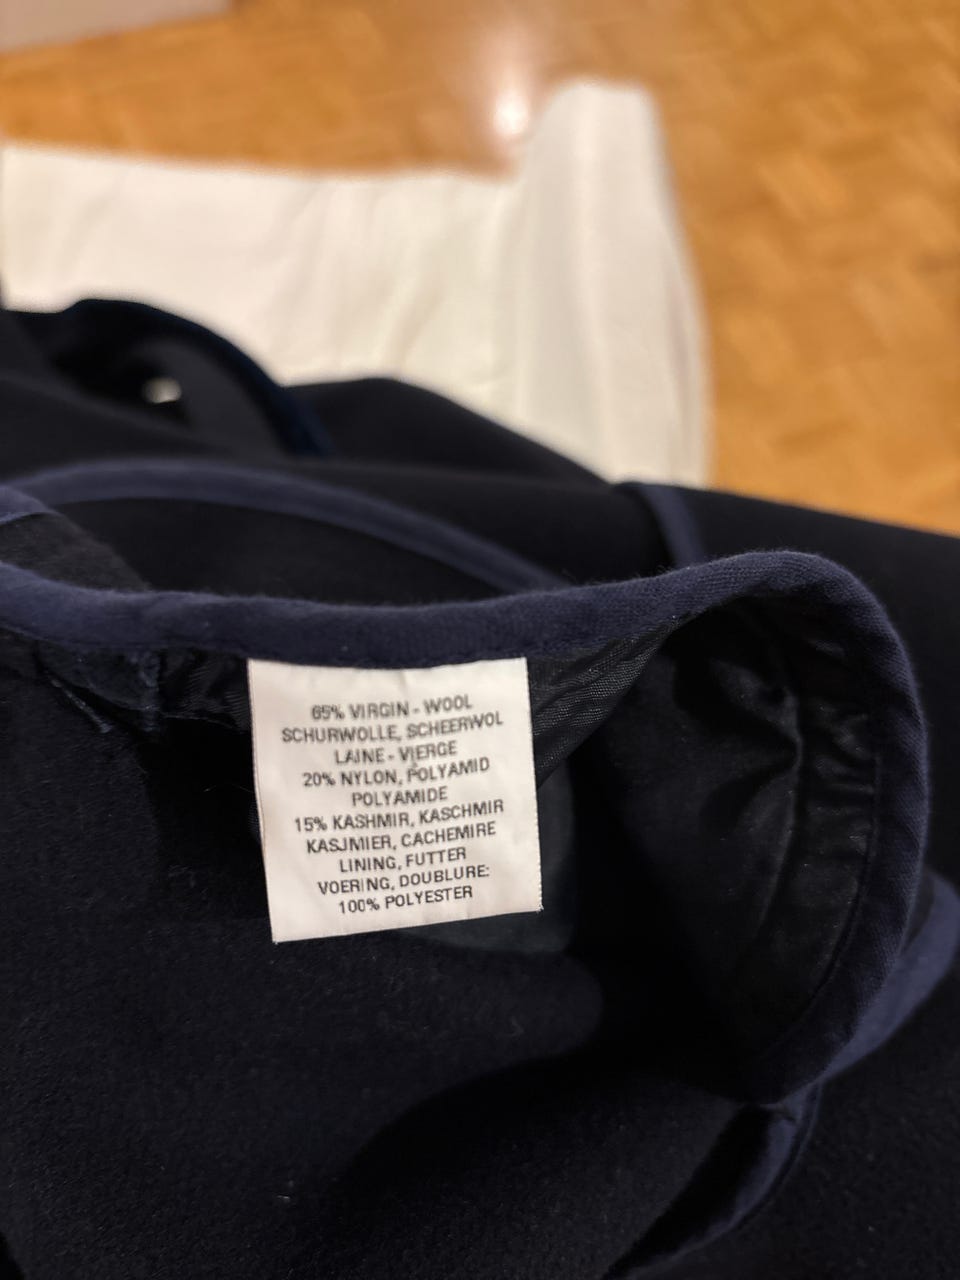 65% VIRGIN - WOOL
SCHURWOLLE, SCHEERWOL
LAINE - VIERGE
20% NYLON, POLYAMID
POLYAMIDE
15% KASHMIR, KASCHMIR
KASJMIER, CACHEMIRE
LINING, FUTTER
VOERING, DOUBLURE:
100% POLYESTER